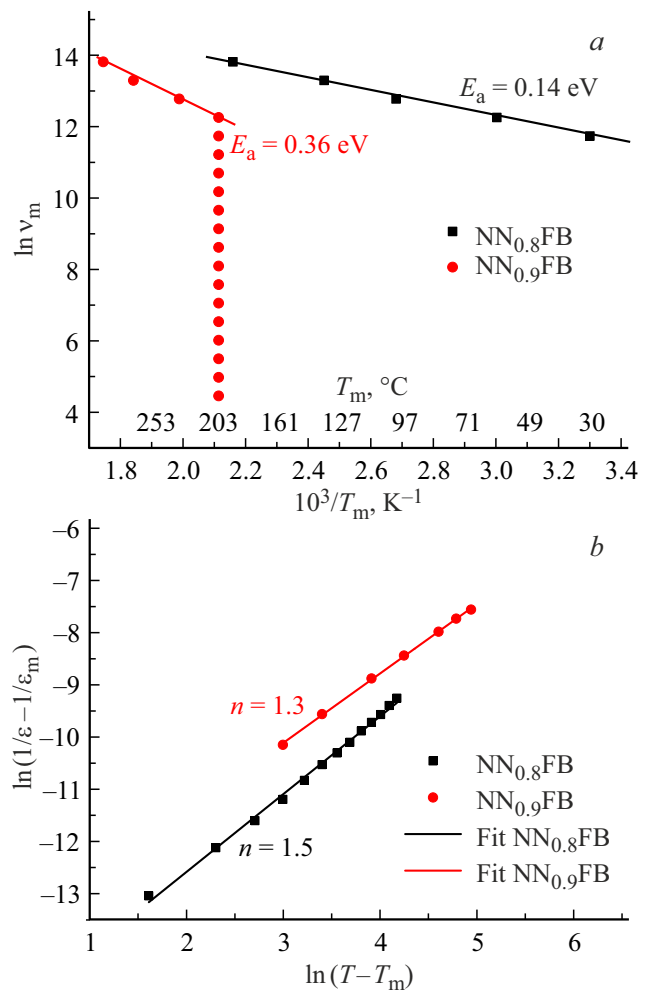 a
14
12
10
8
6
4
ln ν_m
E_a = 0.14 eV
E_a = 0.36 eV
NN_0.8FB
NN_0.9FB
T_m, °C
253 203 161 127 97 71 49 30
1.8 2.0 2.2 2.4 2.6 2.8 3.0 3.2 3.4
10^3/T_m, K^–1
b
–6
–7
–8
–9
–10
–11
–12
–13
ln (1/ε – 1/ε_m)
n = 1.3
n = 1.5
NN_0.8FB
NN_0.9FB
Fit NN_0.8FB
Fit NN_0.9FB
1 2 3 4 5 6
ln (T – T_m)